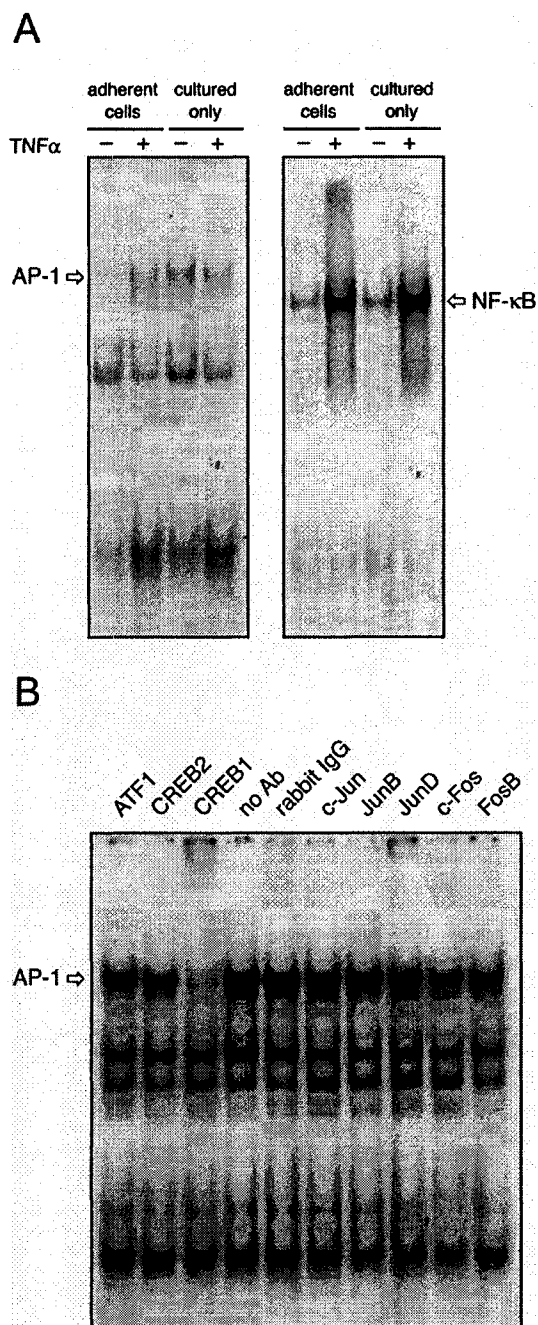 A
adherent cells
cultured only
adherent cells
cultured only
TNFα
− + − +
− + − +
AP-1 ⇨
⇦ NF-κB
B
ATF1
CREB2
CREB1
no Ab
rabbit IgG
c-Jun
JunB
JunD
c-Fos
FosB
AP-1 ⇨